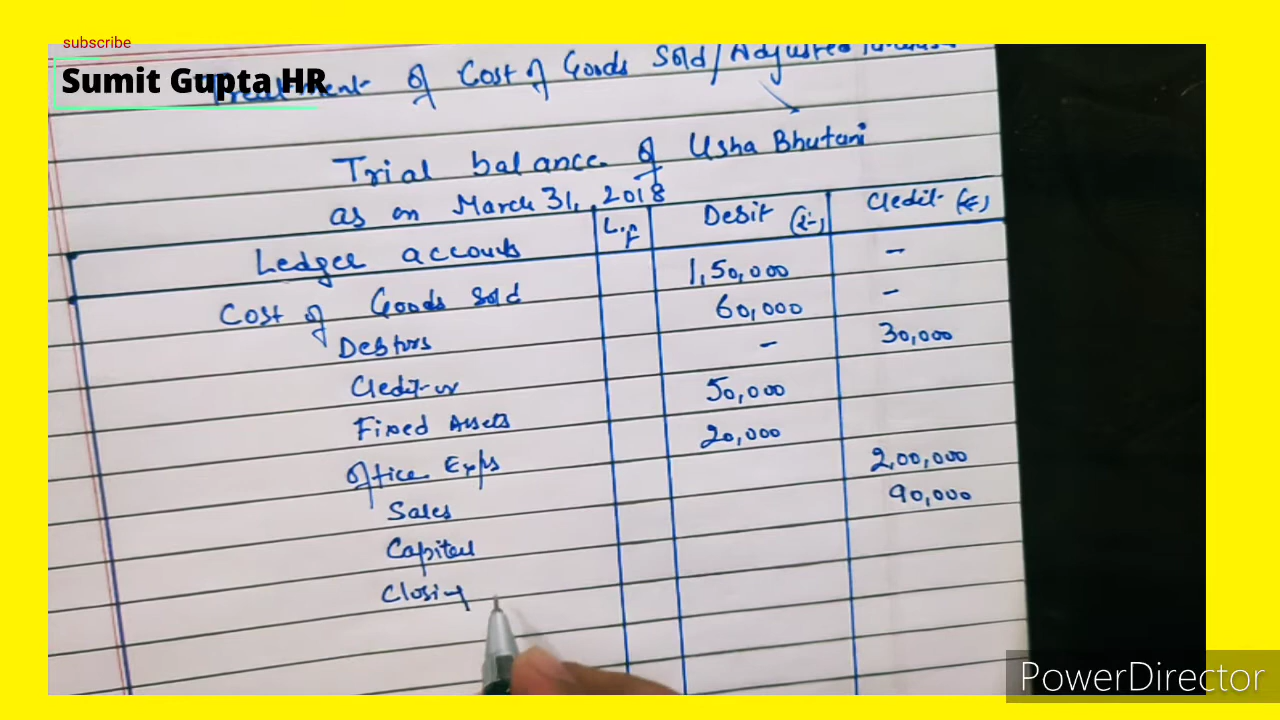 subscribe
Sumit Gupta HR
Treatment of Cost of Goods Sold/Adjusted
Trial balance of Usha Bhutani
as on March 31, 2018
Ledger accounts L.F Debit (₹) Credit (₹)
Cost of Goods Sold 1,50,000 -
Debtors 60,000 -
Creditor - 30,000
Fixed Assets 50,000
Office Exps 20,000
Sales 2,00,000
Capital 90,000
Closing
PowerDirector